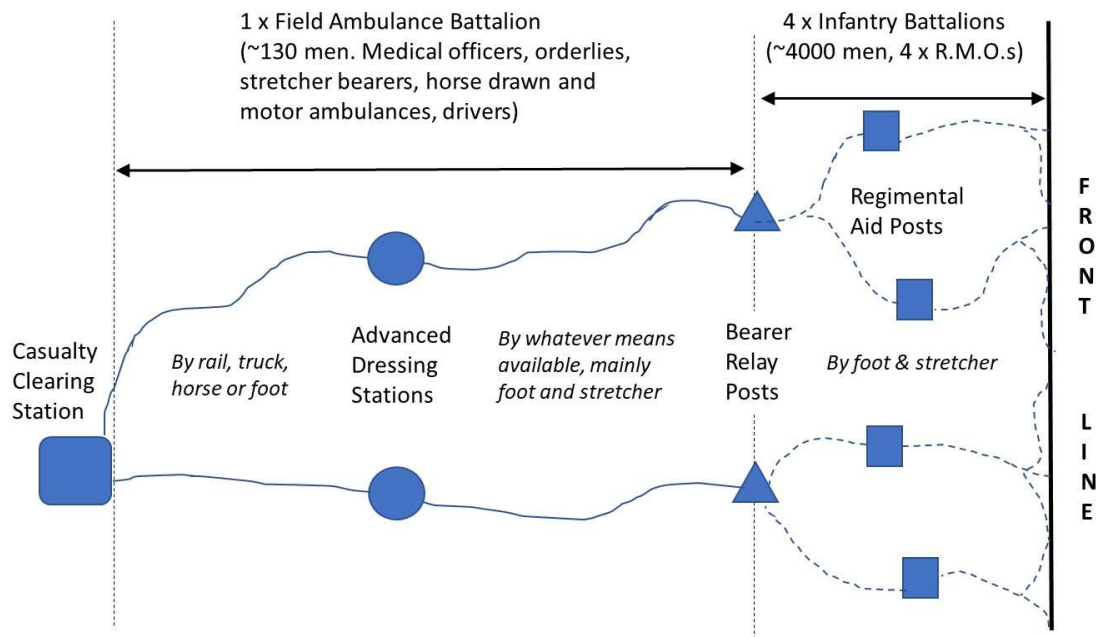 1 x Field Ambulance Battalion
(~130 men. Medical officers, orderlies,
stretcher bearers, horse drawn and
motor ambulances, drivers)
4 x Infantry Battalions
(~4000 men, 4 x R.M.O.s)
Regimental
Aid Posts
FRONT
LINE
Casualty
Clearing
Station
By rail, truck,
horse or foot
Advanced
Dressing
Stations
By whatever means
available, mainly
foot and stretcher
Bearer
Relay
Posts
By foot & stretcher